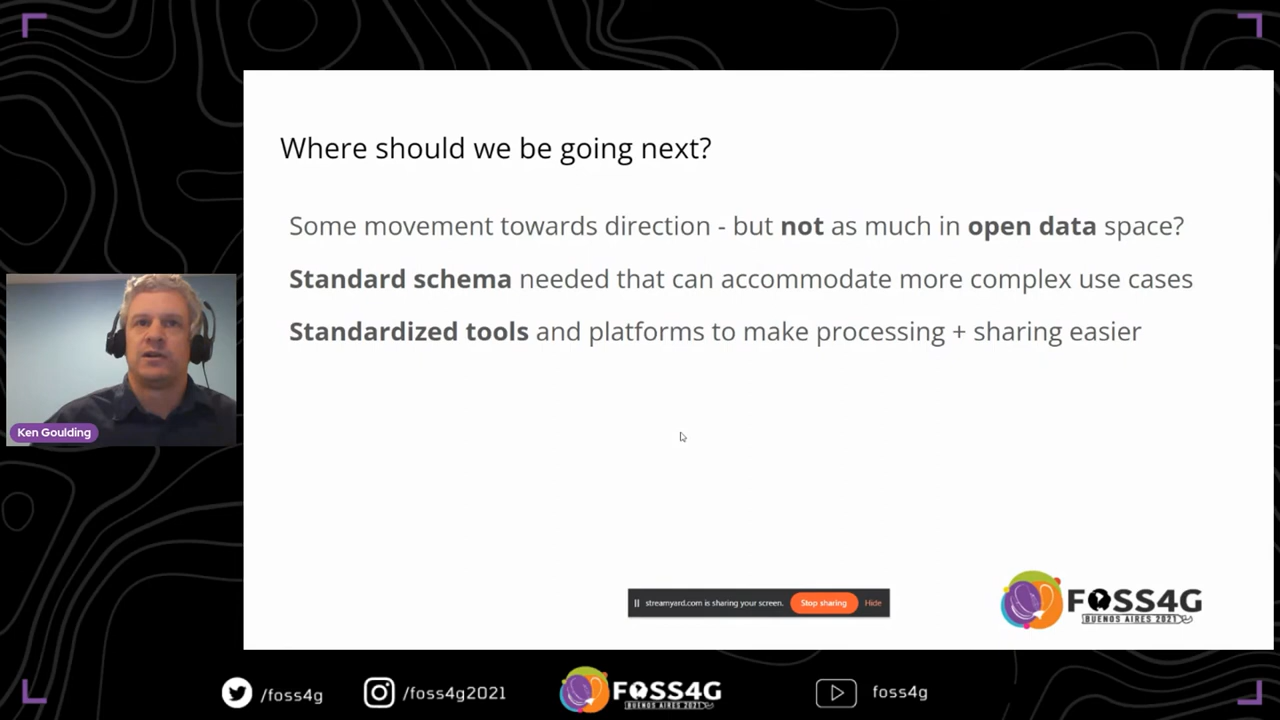 Where should we be going next?
Some movement towards direction - but not as much in open data space?
Standard schema needed that can accommodate more complex use cases
Standardized tools and platforms to make processing + sharing easier
Ken Goulding
streamyard.com is sharing your screen. Stop sharing Hide
FOSS4G
BUENOS AIRES 2021
/foss4g
/foss4g2021
FOSS4G
BUENOS AIRES 2021
foss4g